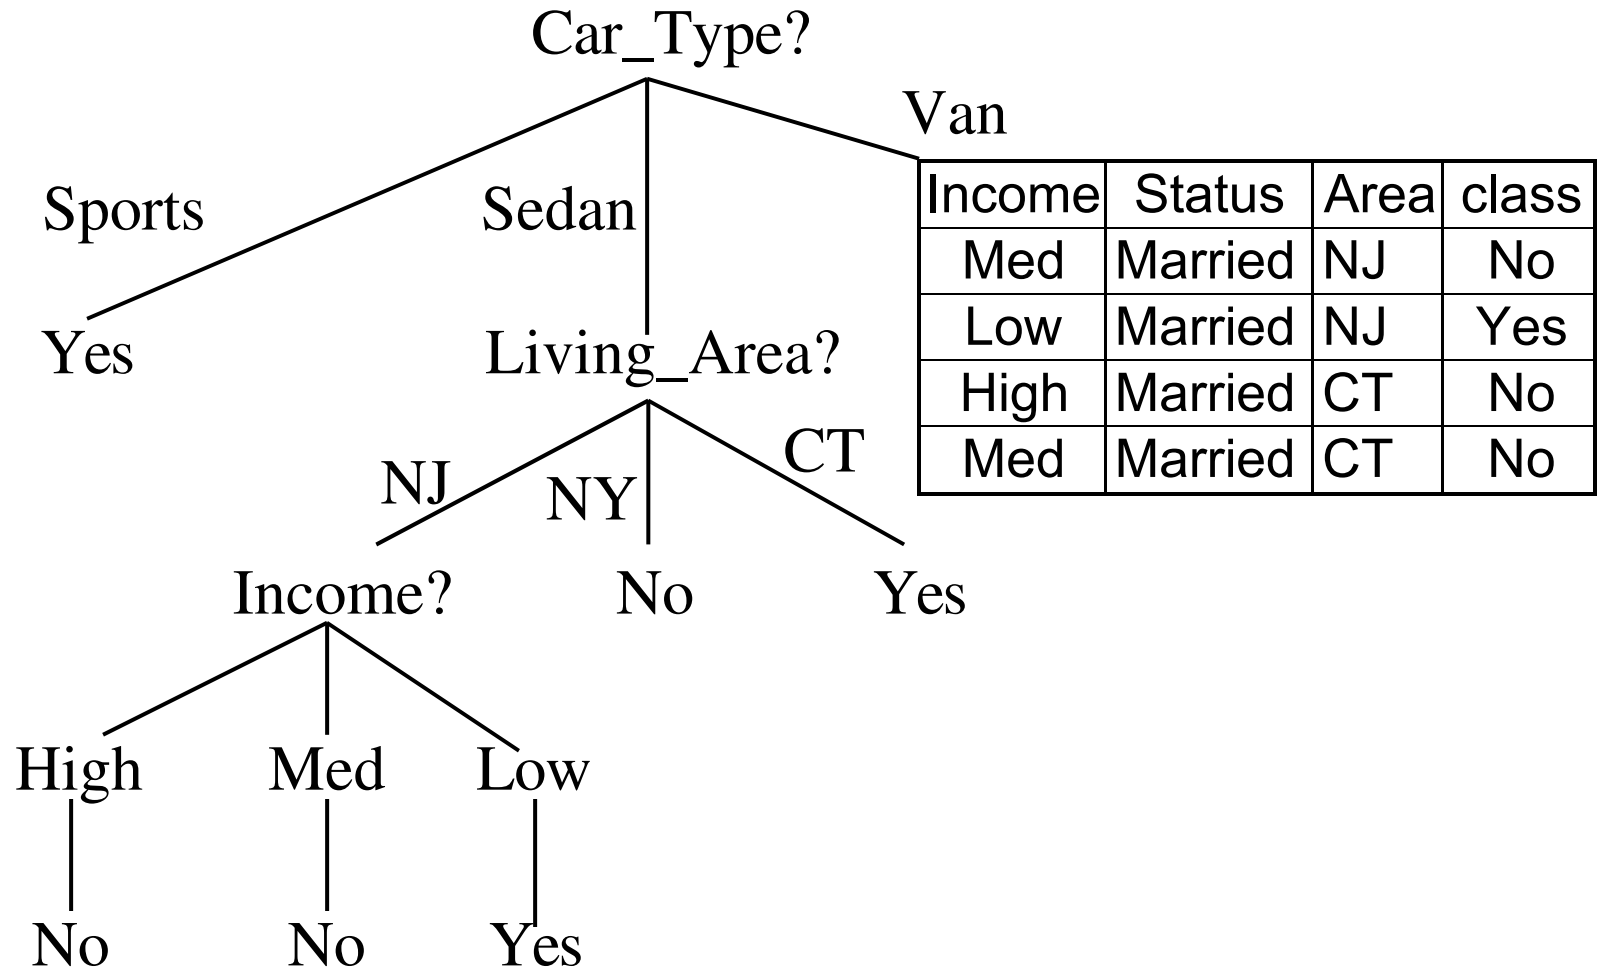 Car_Type?
Van
Income Status Area class
Med Married NJ No
Low Married NJ Yes
High Married CT No
Med Married CT No
Sports Sedan
Yes Living_Area?
NJ NY CT
Income? No Yes
High Med Low
No No Yes